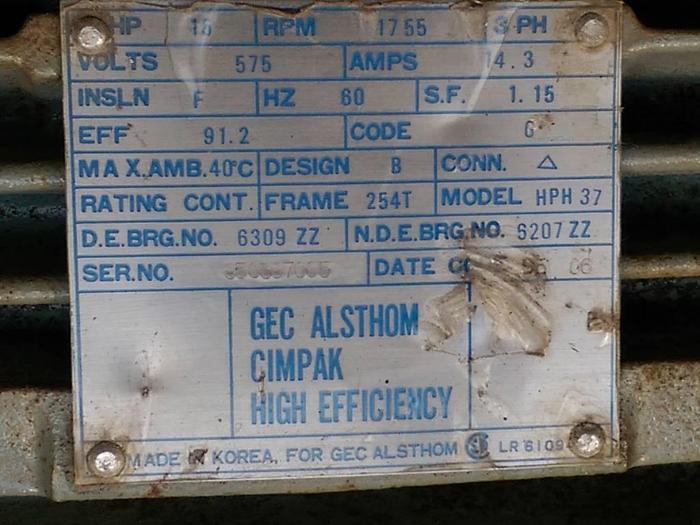 HP 15 RPM 1755 3-PH
VOLTS 575 AMPS 14.3
INSLN F HZ 60 S.F. 1.15
EFF 91.2 CODE G
MAX.AMB.40°C DESIGN B CONN. △
RATING CONT. FRAME 254T MODEL HPH 37
D.E.BRG.NO. 6309 ZZ N.D.E.BRG.NO. 6207 ZZ
SER.NO. DATE
GEC ALSTHOM
CIMPAK
HIGH EFFICIENCY
MADE IN KOREA, FOR GEC ALSTHOM